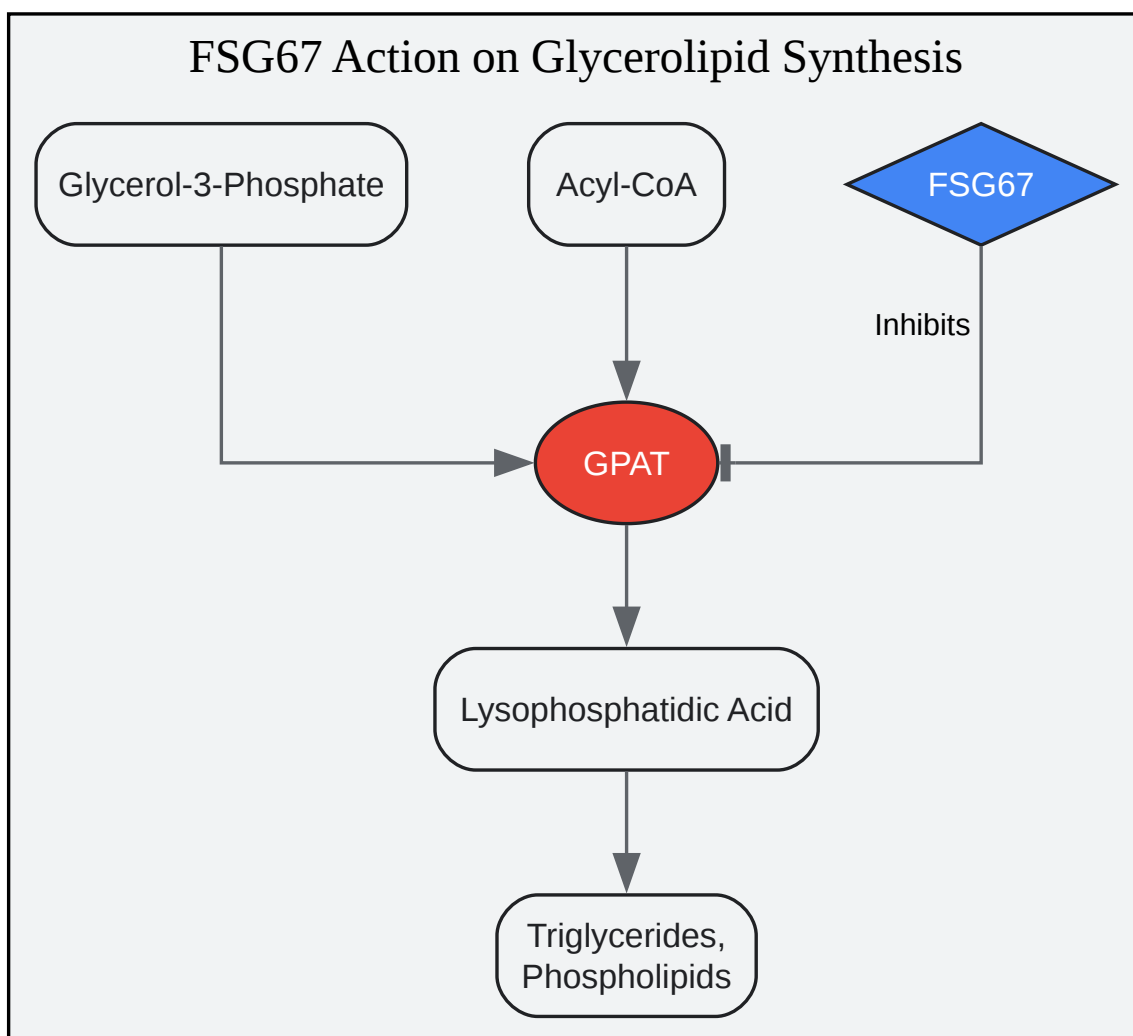 FSG67 Action on Glycerolipid Synthesis
Glycerol-3-Phosphate
Acyl-CoA
FSG67
Inhibits
GPAT
Lysophosphatidic Acid
Triglycerides,
Phospholipids